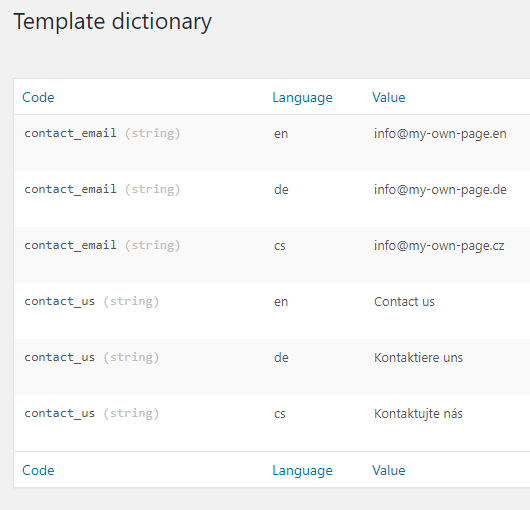 Template dictionary
Code Language Value
contact_email (string) en info@my-own-page.en
contact_email (string) de info@my-own-page.de
contact_email (string) cs info@my-own-page.cz
contact_us (string) en Contact us
contact_us (string) de Kontaktiere uns
contact_us (string) cs Kontaktujte nás
Code Language Value